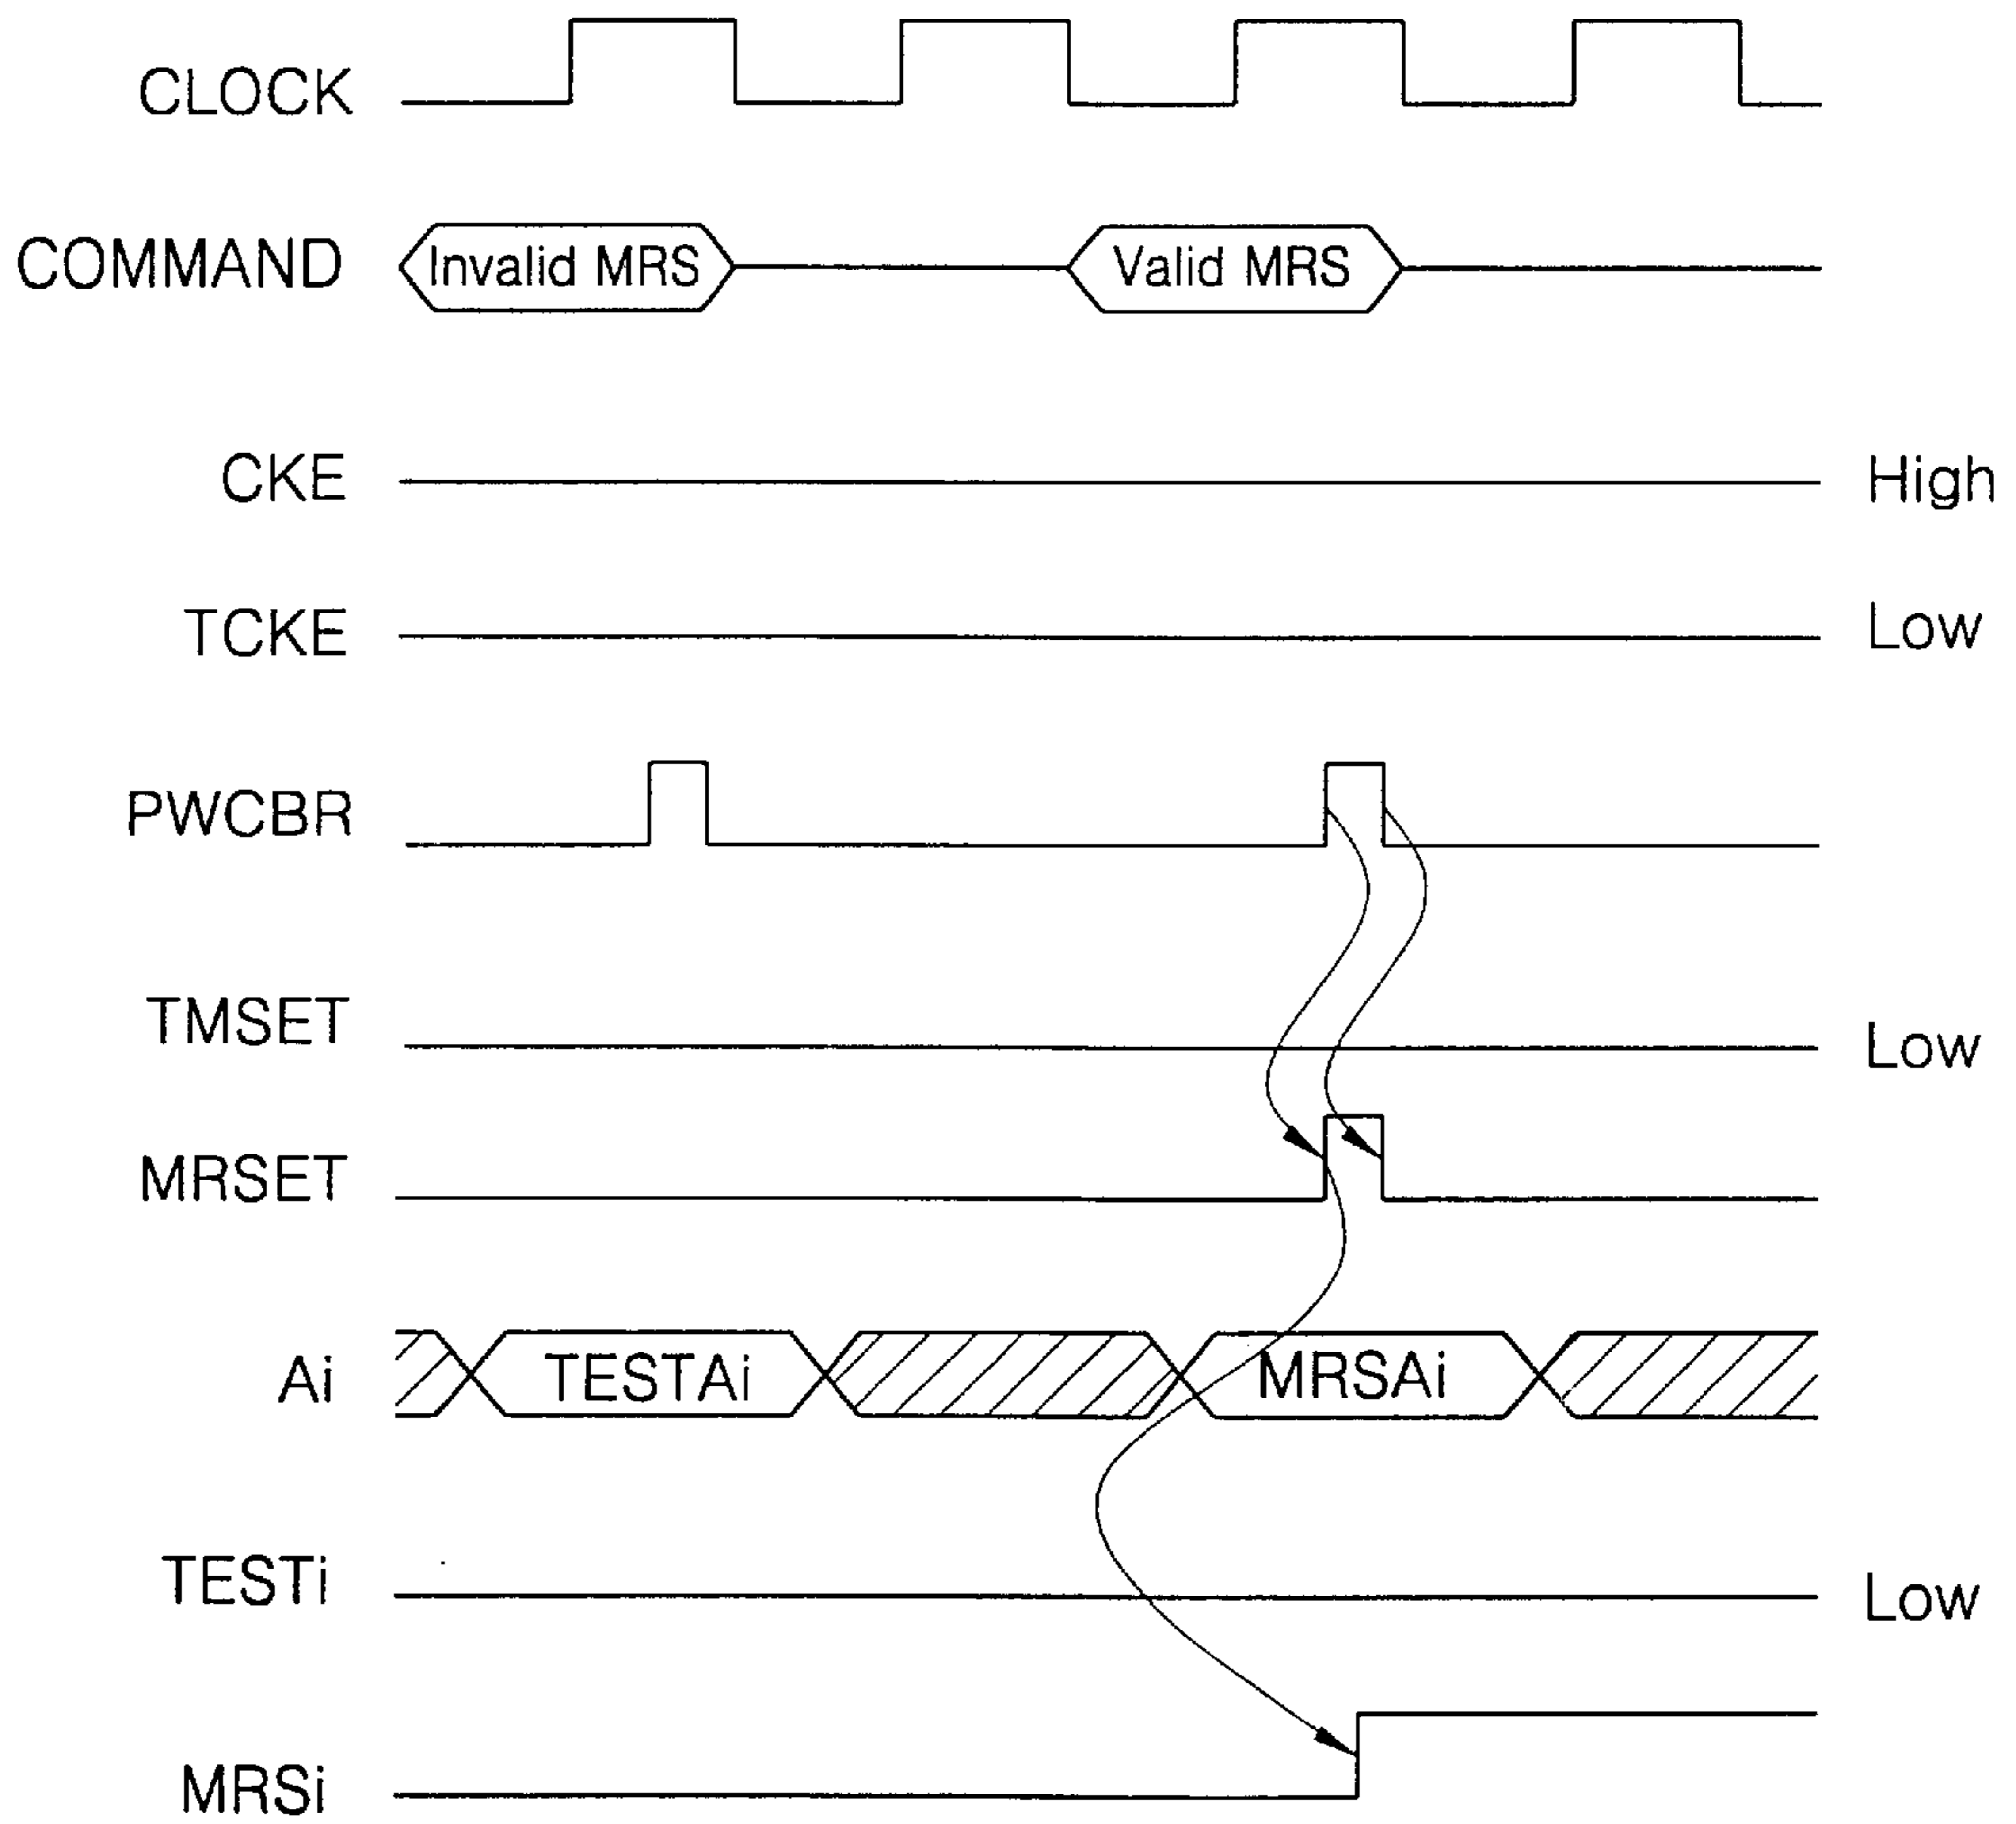 CLOCK
COMMAND Invalid MRS Valid MRS
CKE High
TCKE Low
PWCBR
TMSET Low
MRSET
Ai TESTAi MRSAi
TESTi Low
MRSi